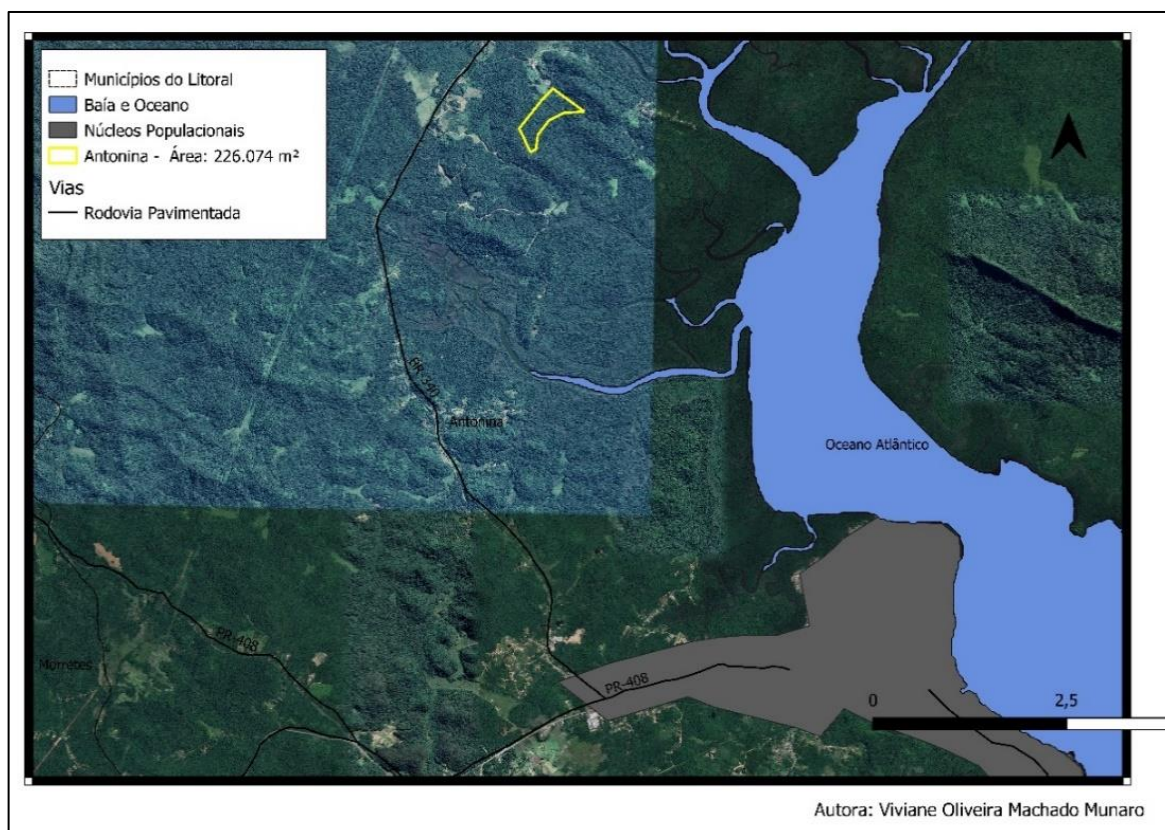 Municípios do Litoral
Baía e Oceano
Núcleos Populacionais
Antonina - Área: 226.074 m²
Vias
Rodovia Pavimentada
Antonina
Oceano Atlântico
PR-408
Morretes
PR-408
0 2,5
Autora: Viviane Oliveira Machado Munaro